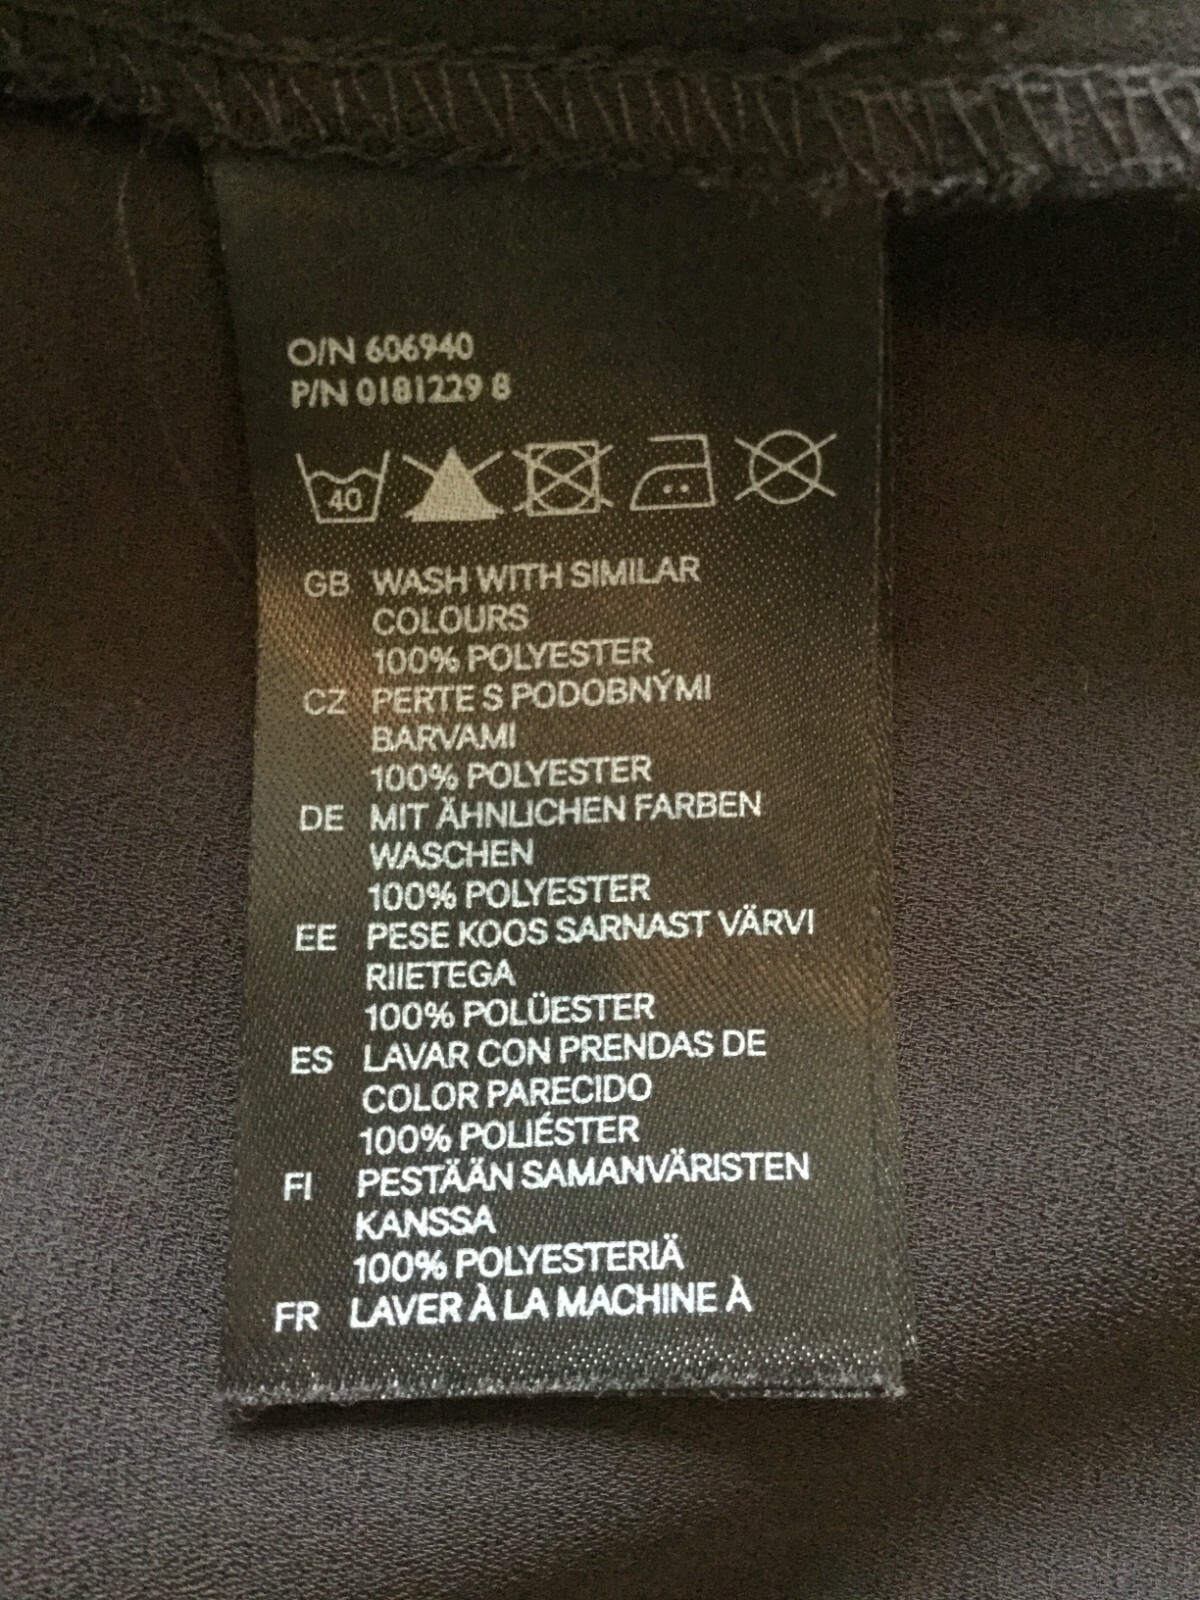 O/N 606940
P/N 0181229 8
40
GB WASH WITH SIMILAR
COLOURS
100% POLYESTER
CZ PERTE S PODOBNÝMI
BARVAMI
100% POLYESTER
DE MIT ÄHNLICHEN FARBEN
WASCHEN
100% POLYESTER
EE PESE KOOS SARNAST VÄRVI
RIIETEGA
100% POLÜESTER
ES LAVAR CON PRENDAS DE
COLOR PARECIDO
100% POLIÉSTER
FI PESTÄÄN SAMANVÄRISTEN
KANSSA
100% POLYESTERIÄ
FR LAVER À LA MACHINE À